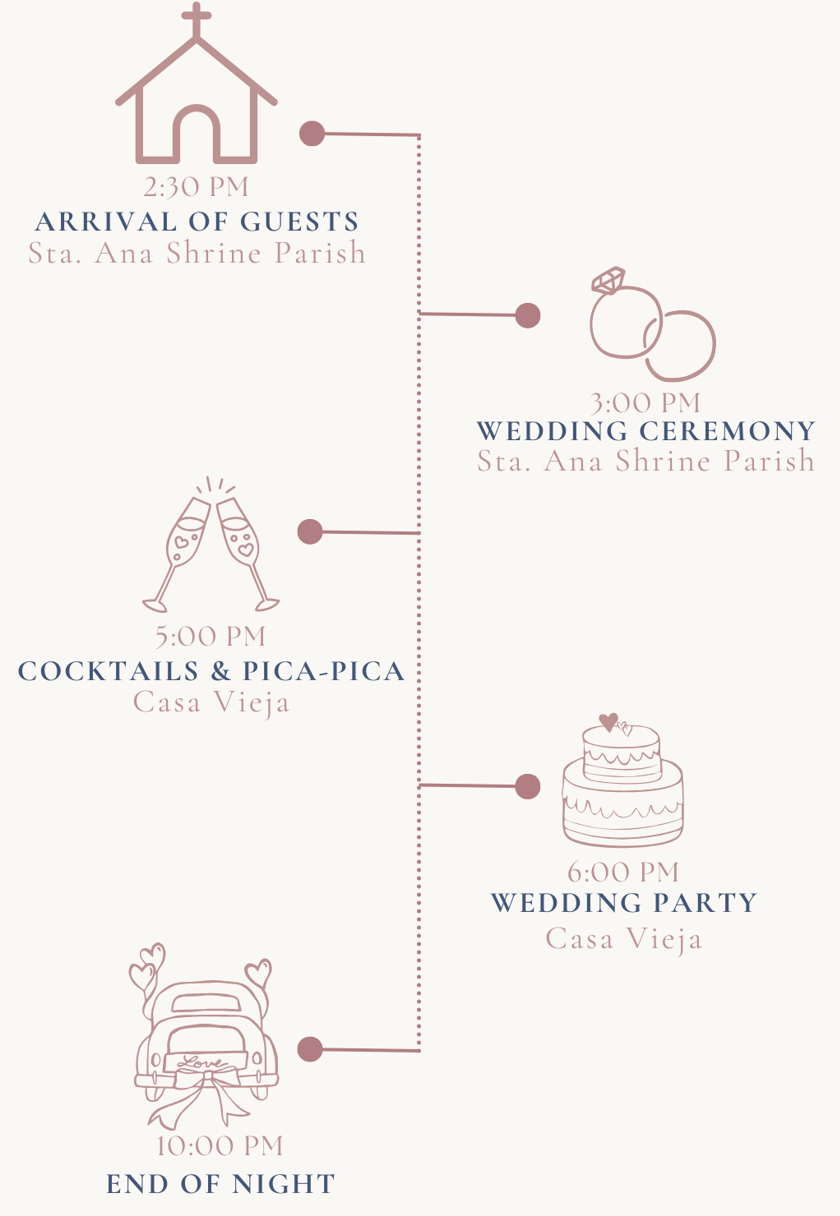 2:30 PM
ARRIVAL OF GUESTS
Sta. Ana Shrine Parish
3:00 PM
WEDDING CEREMONY
Sta. Ana Shrine Parish
5:00 PM
COCKTAILS & PICA-PICA
Casa Vieja
6:00 PM
WEDDING PARTY
Casa Vieja
Love
10:00 PM
END OF NIGHT